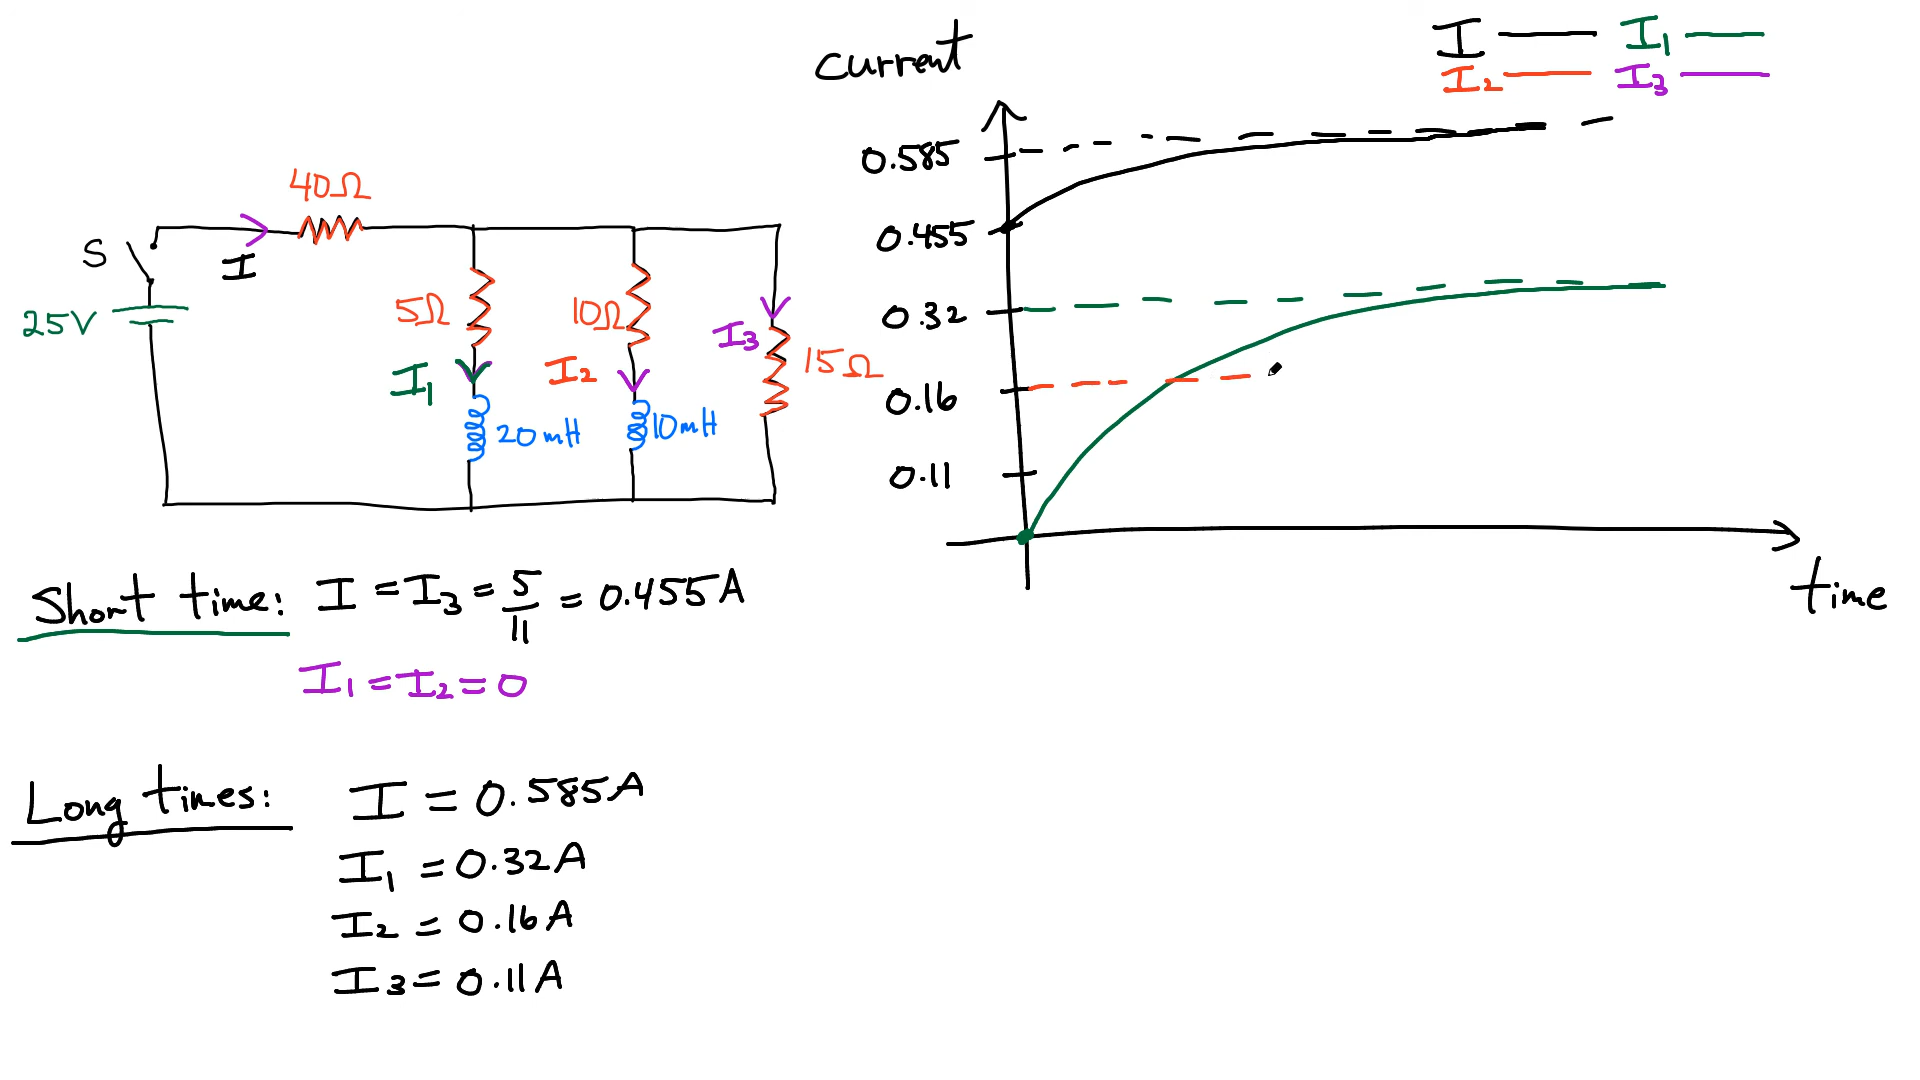 current
I I₁
I₂ I₃
40Ω
S
I
25V
5Ω
10Ω
15Ω
I₁
I₂
I₃
20mH
10mH
0.585
0.455
0.32
0.16
0.11
time
Short time: I = I₃ = 5/11 = 0.455A
I₁ = I₂ = 0
Long times: I = 0.585A
I₁ = 0.32A
I₂ = 0.16A
I₃ = 0.11A